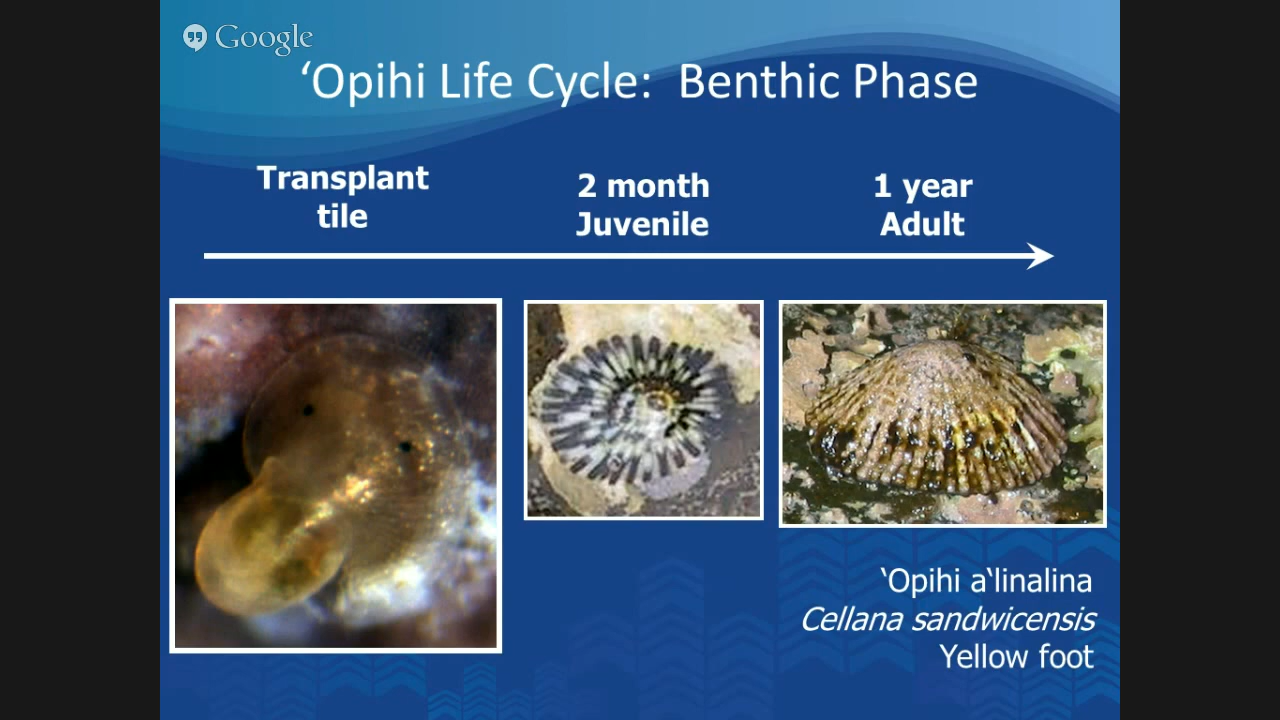 Google
‘Opihi Life Cycle:  Benthic Phase
Transplant
tile
2 month
Juvenile
1 year
Adult
‘Opihi a‘linalina
Cellana sandwicensis
Yellow foot